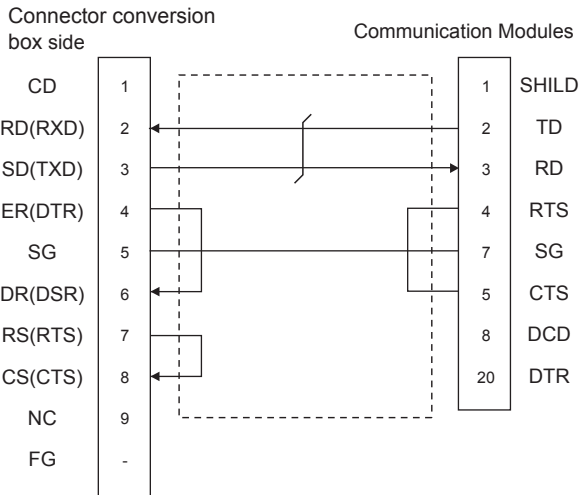 Connector conversion
box side
Communication Modules
CD 1 1 SHILD
RD(RXD) 2 2 TD
SD(TXD) 3 3 RD
ER(DTR) 4 4 RTS
SG 5 7 SG
DR(DSR) 6 5 CTS
RS(RTS) 7 8 DCD
CS(CTS) 8 20 DTR
NC 9
FG -